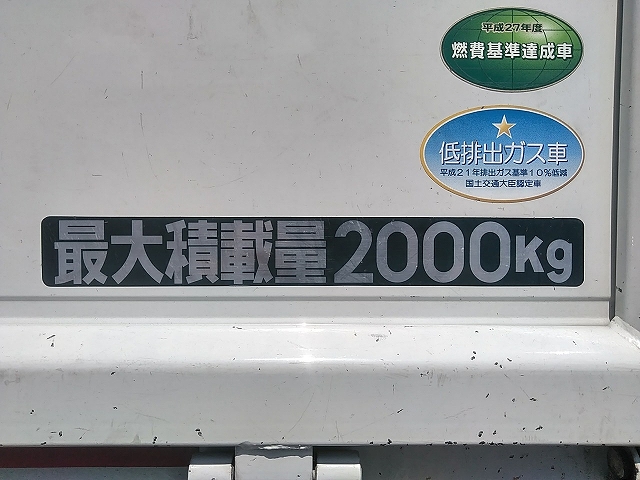 平成27年度
燃費基準達成車
低排出ガス車
平成21年排出ガス基準10%低減
国土交通大臣認定車
最大積載量2000Kg